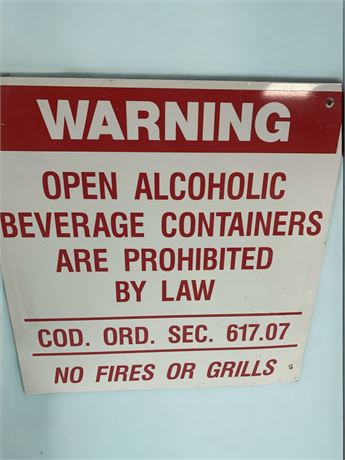 WARNING
OPEN ALCOHOLIC
BEVERAGE CONTAINERS
ARE PROHIBITED
BY LAW
COD. ORD. SEC. 617.07
NO FIRES OR GRILLS